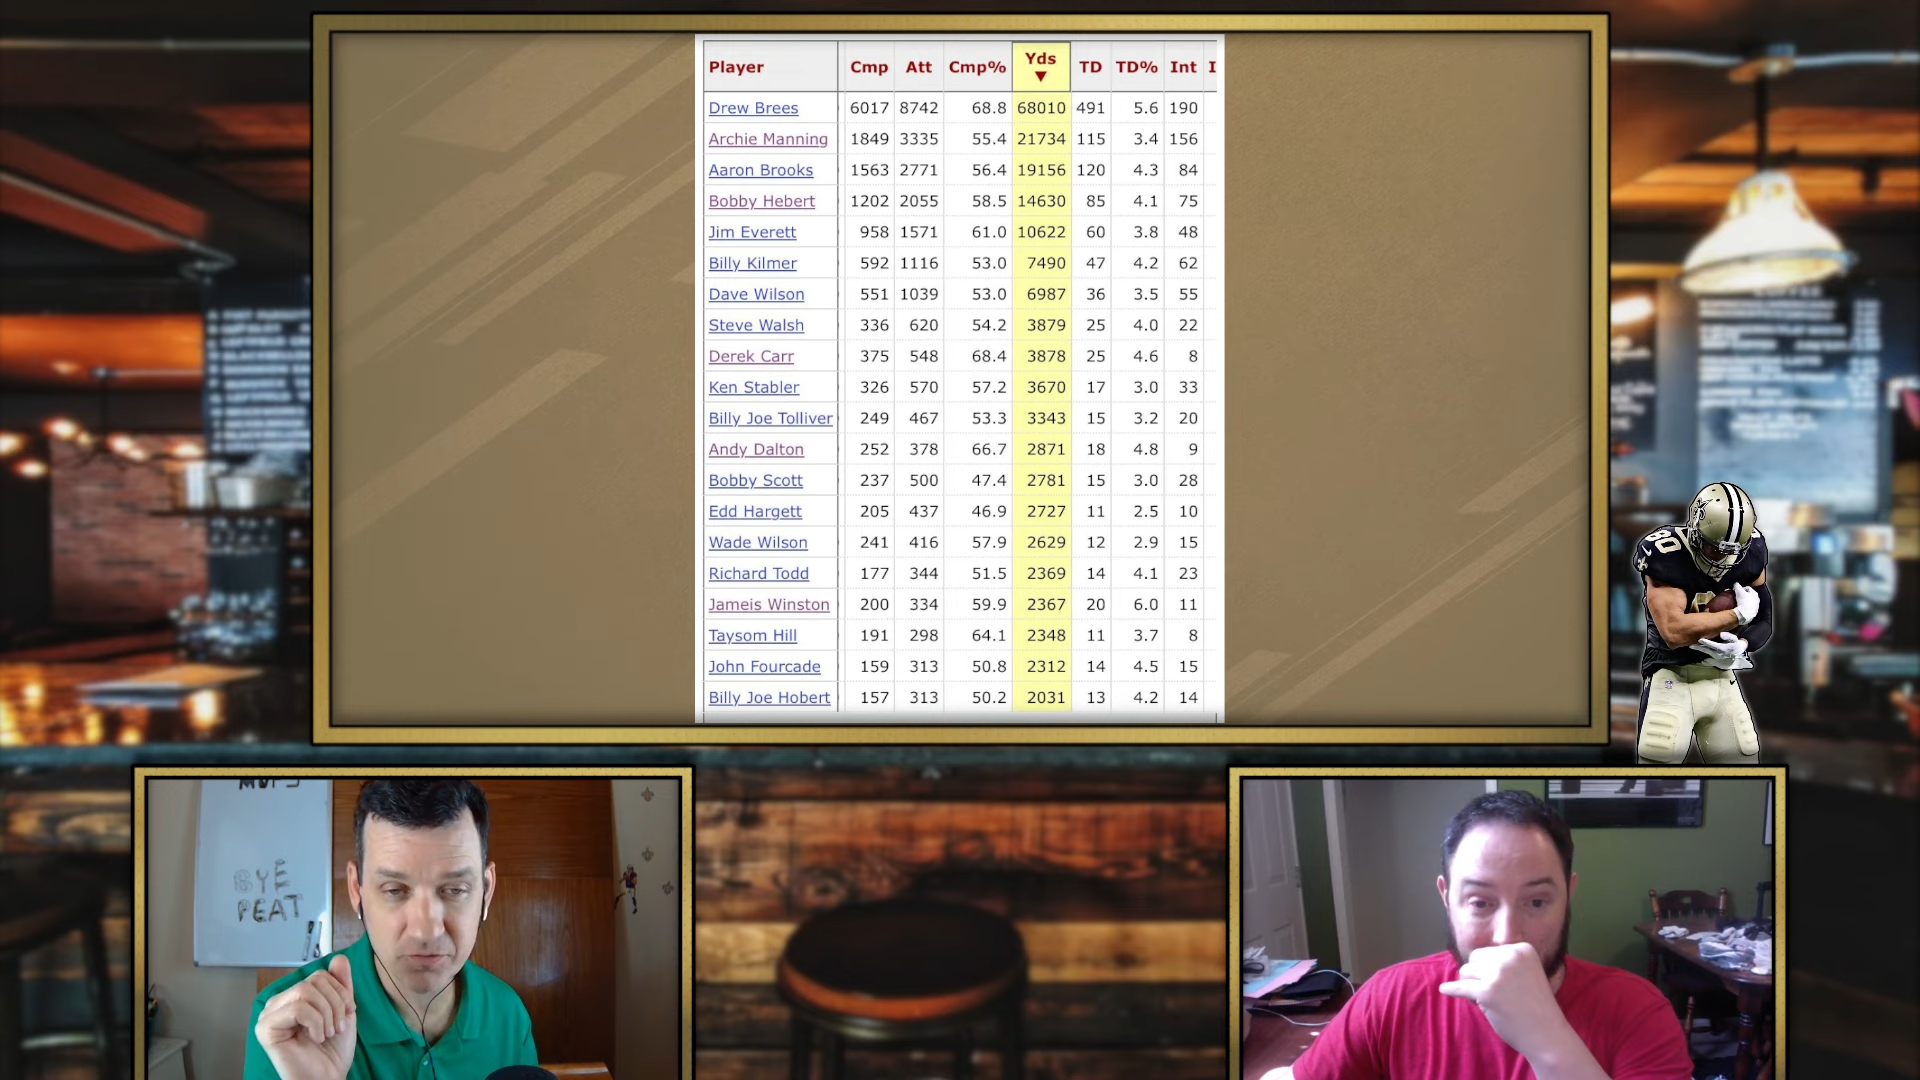 Player Cmp Att Cmp% Yds ▼ TD TD% Int I
Drew Brees 6017 8742 68.8 68010 491 5.6 190
Archie Manning 1849 3335 55.4 21734 115 3.4 156
Aaron Brooks 1563 2771 56.4 19156 120 4.3 84
Bobby Hebert 1202 2055 58.5 14630 85 4.1 75
Jim Everett 958 1571 61.0 10622 60 3.8 48
Billy Kilmer 592 1116 53.0 7490 47 4.2 62
Dave Wilson 551 1039 53.0 6987 36 3.5 55
Steve Walsh 336 620 54.2 3879 25 4.0 22
Derek Carr 375 548 68.4 3878 25 4.6 8
Ken Stabler 326 570 57.2 3670 17 3.0 33
Billy Joe Tolliver 249 467 53.3 3343 15 3.2 20
Andy Dalton 252 378 66.7 2871 18 4.8 9
Bobby Scott 237 500 47.4 2781 15 3.0 28
Edd Hargett 205 437 46.9 2727 11 2.5 10
Wade Wilson 241 416 57.9 2629 12 2.9 15
Richard Todd 177 344 51.5 2369 14 4.1 23
Jameis Winston 200 334 59.9 2367 20 6.0 11
Taysom Hill 191 298 64.1 2348 11 3.7 8
John Fourcade 159 313 50.8 2312 14 4.5 15
Billy Joe Hobert 157 313 50.2 2031 13 4.2 14
80
BYE
PEAT